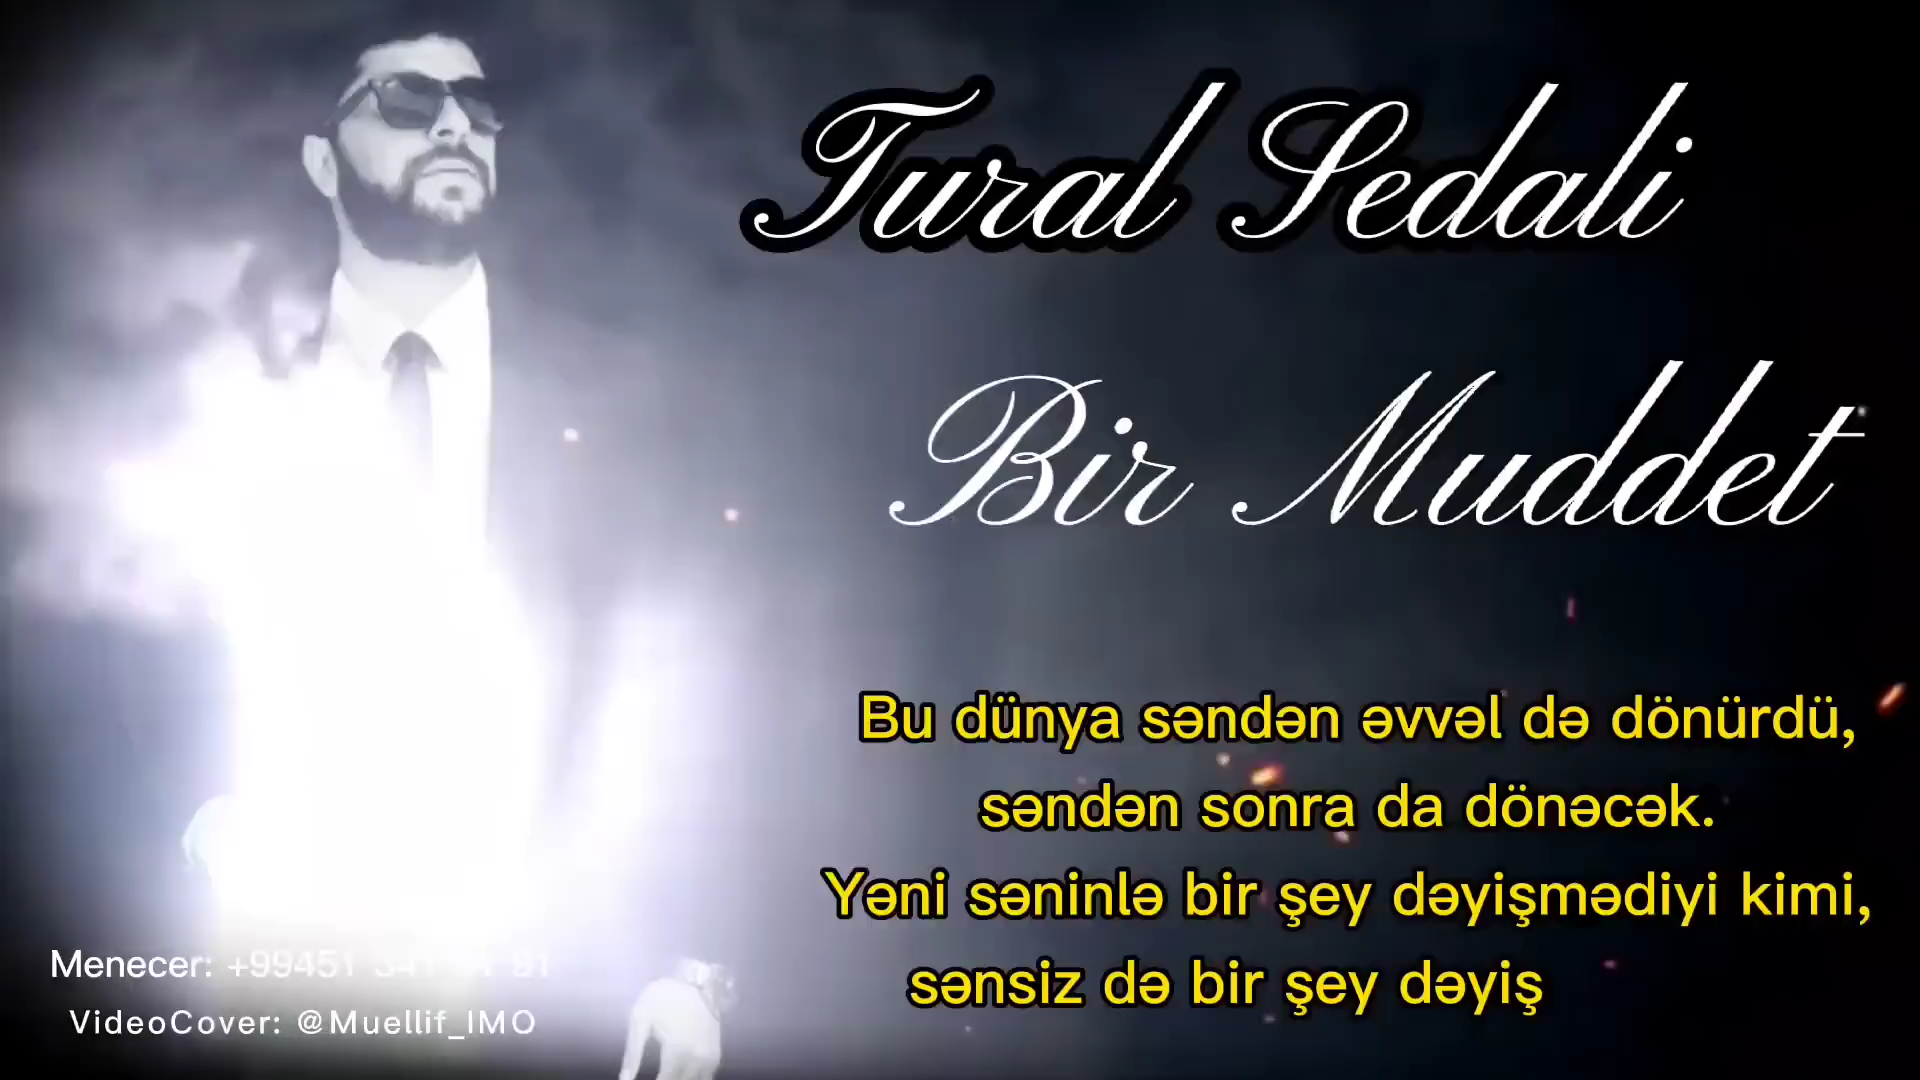 Tural Sedali
Bir Muddet
Bu dünya səndən əvvəl də dönürdü,
səndən sonra da dönəcək.
Yəni səninlə bir şey dəyişmədiyi kimi,
sənsiz də bir şey dəyiş
Menecer: +99451
VideoCover: @Muellif_IMO